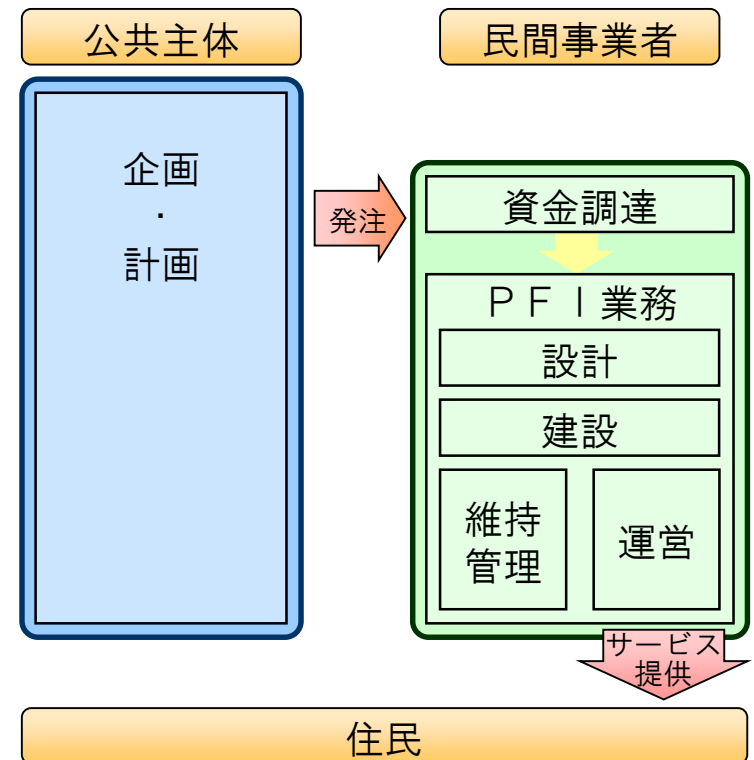 公共主体
民間事業者
企画
・
計画
発注
資金調達
ＰＦＩ業務
設計
建設
維持
管理
運営
サービス
提供
住民